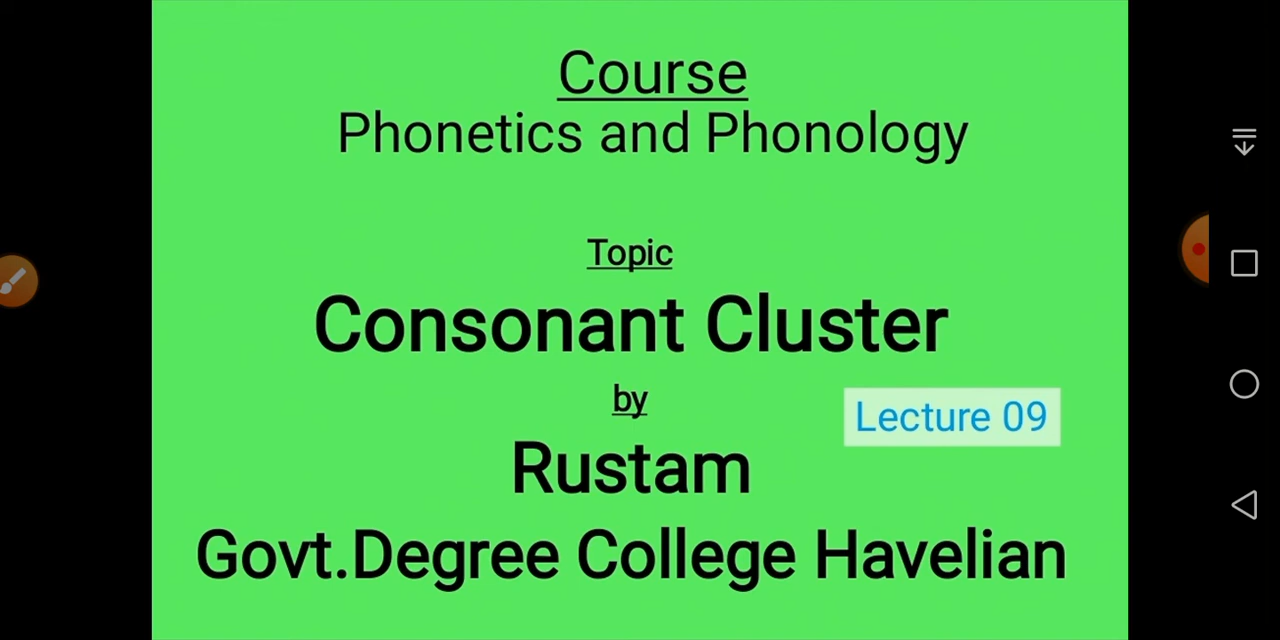 Course
Phonetics and Phonology
Topic
Consonant Cluster
by
Lecture 09
Rustam
Govt.Degree College Havelian